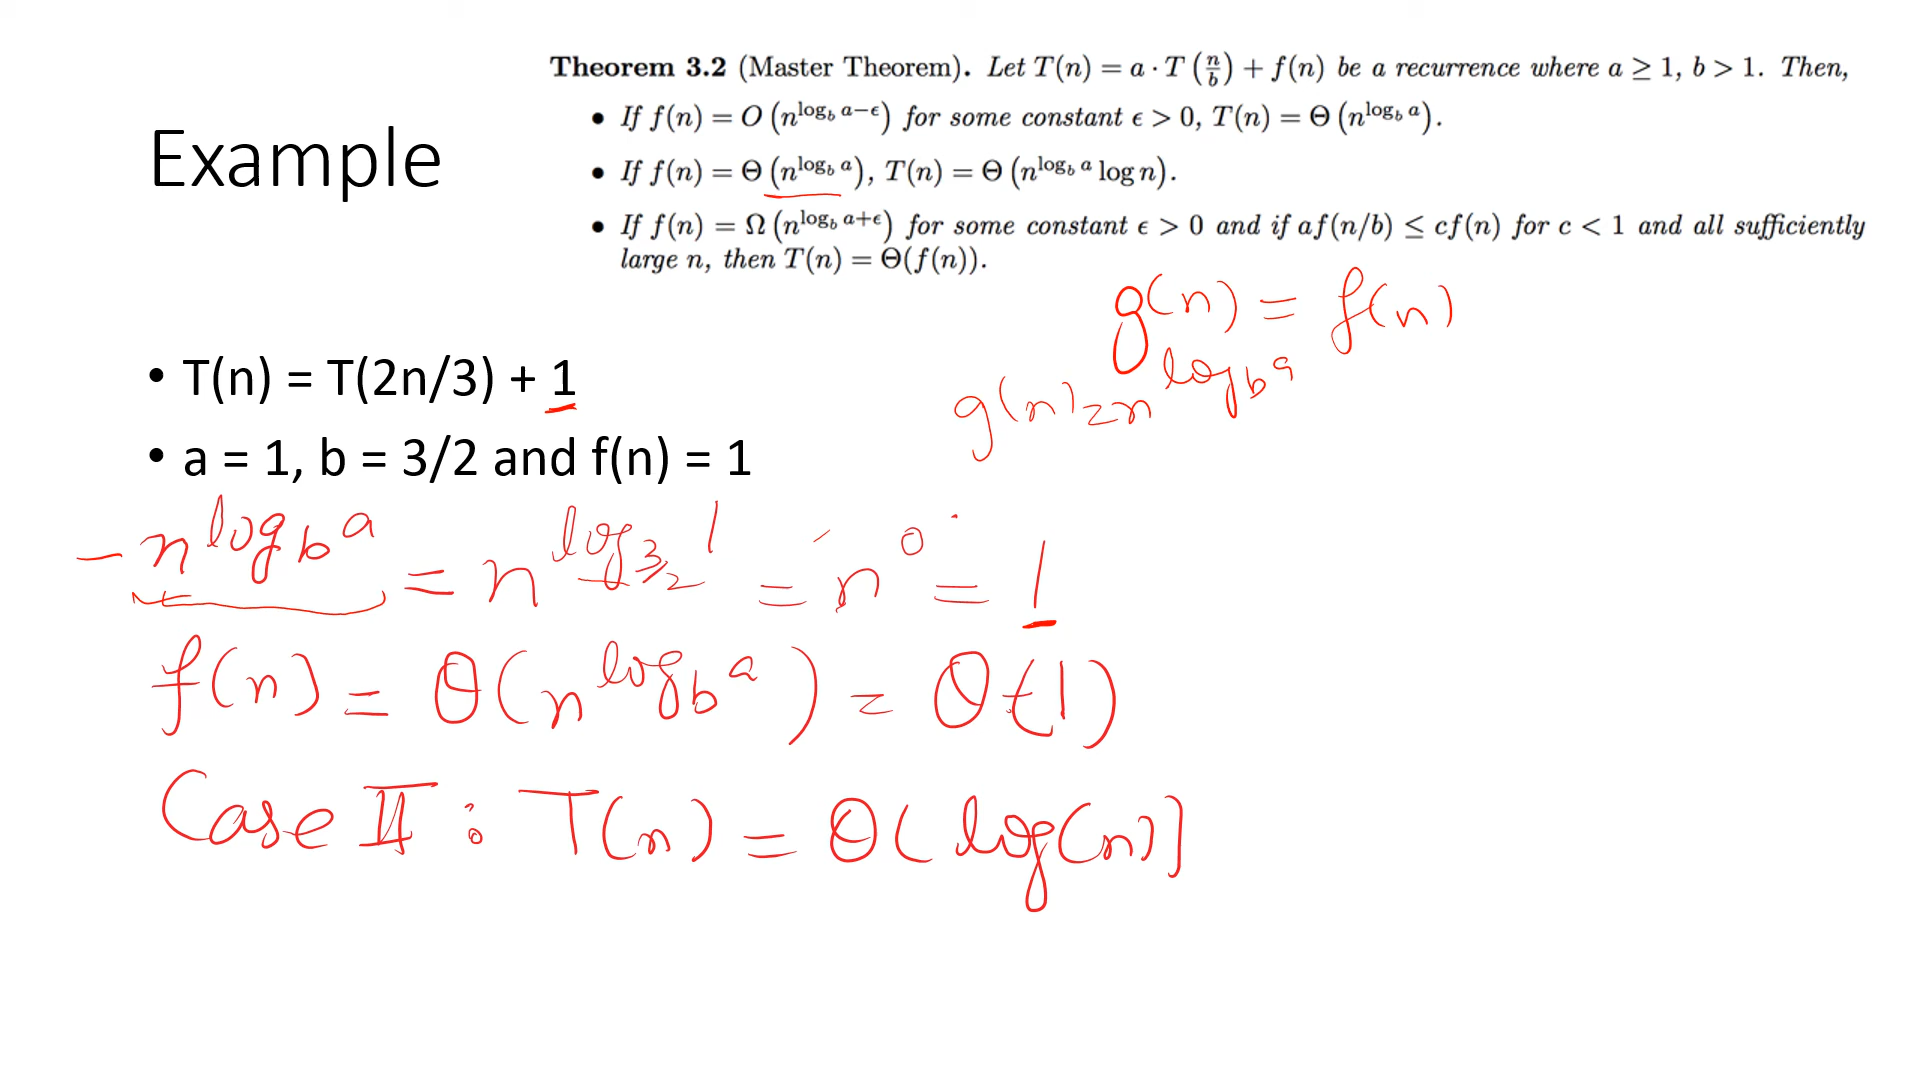 Example
Theorem 3.2 (Master Theorem). Let T(n) = a · T (n/b) + f(n) be a recurrence where a ≥ 1, b > 1. Then,
• If f(n) = O (n^{log_b a−ϵ}) for some constant ϵ > 0, T(n) = Θ (n^{log_b a}).
• If f(n) = Θ (n^{log_b a}), T(n) = Θ (n^{log_b a} log n).
• If f(n) = Ω (n^{log_b a+ϵ}) for some constant ϵ > 0 and if af(n/b) ≤ cf(n) for c < 1 and all sufficiently
large n, then T(n) = Θ(f(n)).
g(n) = f(n)
g(n) = n^{log_b a}
• T(n) = T(2n/3) + 1
• a = 1, b = 3/2 and f(n) = 1
- n^{log_b a} = n^{log_{3/2} 1} = n^0 = 1
f(n) = Θ(n^{log_b a}) = Θ(1)
Case II : T(n) = Θ(log(n))